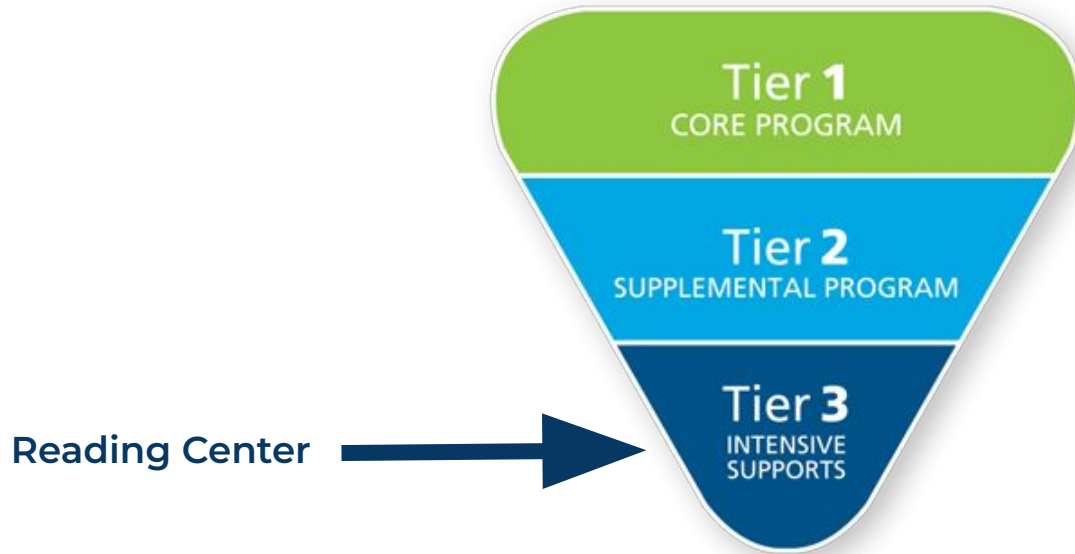 Tier 1
CORE PROGRAM
Tier 2
SUPPLEMENTAL PROGRAM
Tier 3
INTENSIVE
SUPPORTS
Reading Center